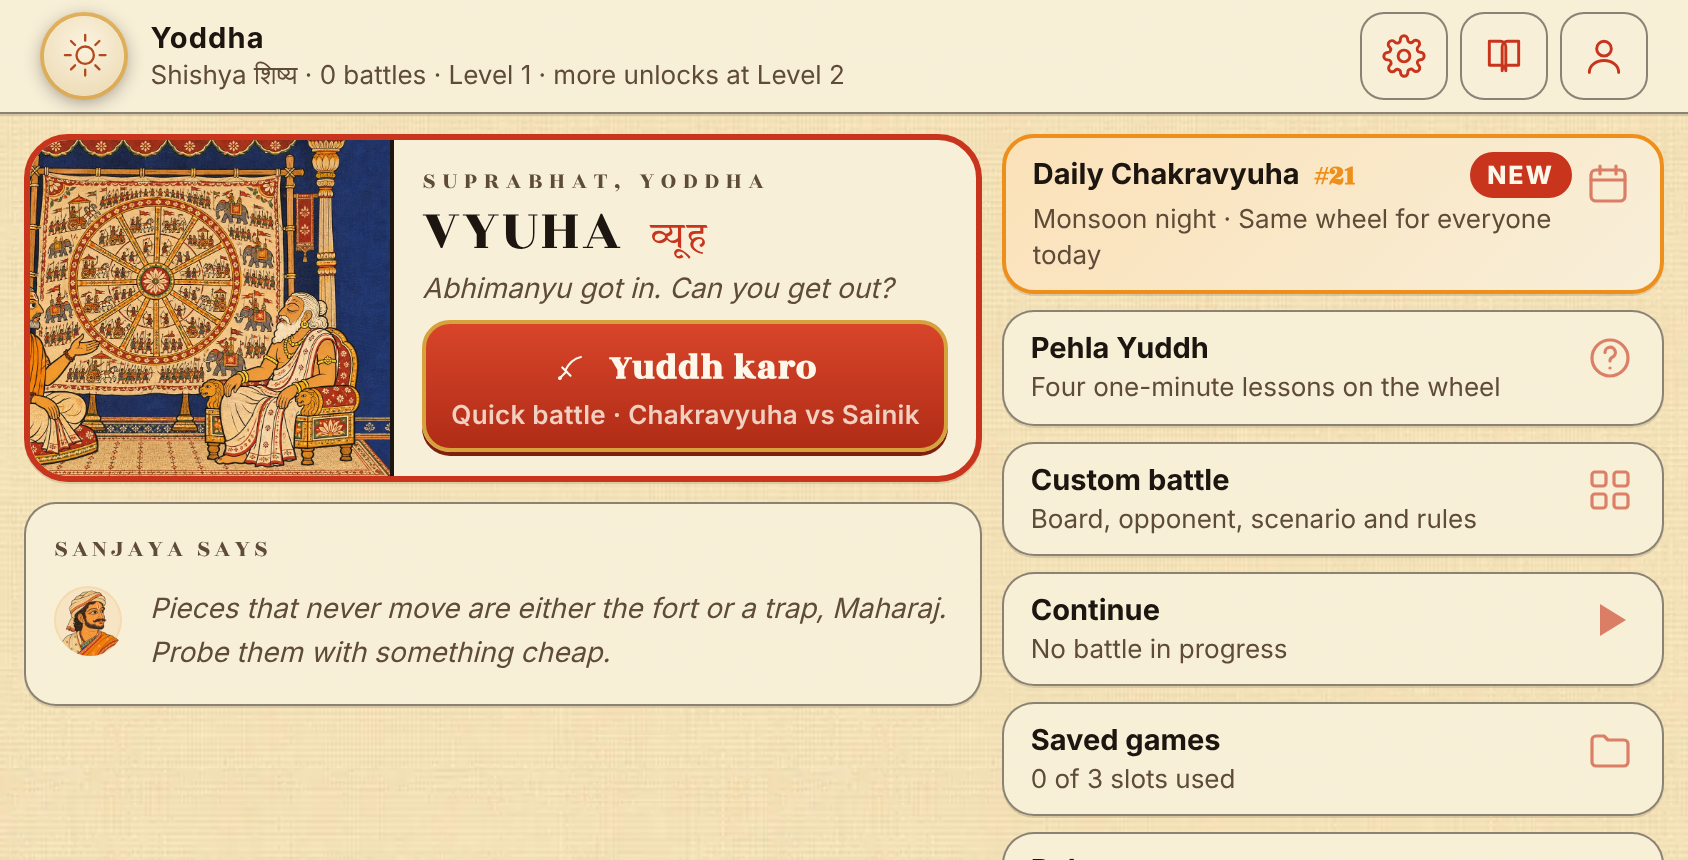 Yoddha
Shishya शिष्य · 0 battles · Level 1 · more unlocks at Level 2
SUPRABHAT, YODDHA
VYUHA व्यूह
Abhimanyu got in. Can you get out?
Yuddh karo
Quick battle · Chakravyuha vs Sainik
SANJAYA SAYS
Pieces that never move are either the fort or a trap, Maharaj.
Probe them with something cheap.
Daily Chakravyuha #21 NEW
Monsoon night · Same wheel for everyone
today
Pehla Yuddh
Four one-minute lessons on the wheel
Custom battle
Board, opponent, scenario and rules
Continue
No battle in progress
Saved games
0 of 3 slots used